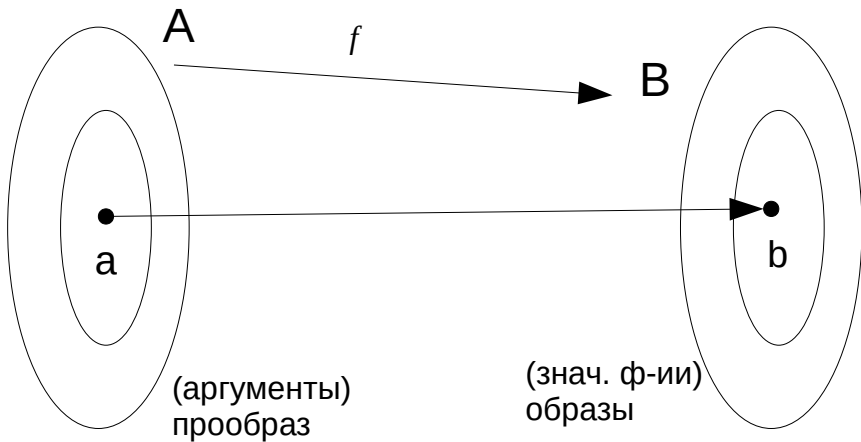 A
f
B
a
b
(аргументы)
прообраз
(знач. ф-ии)
образы